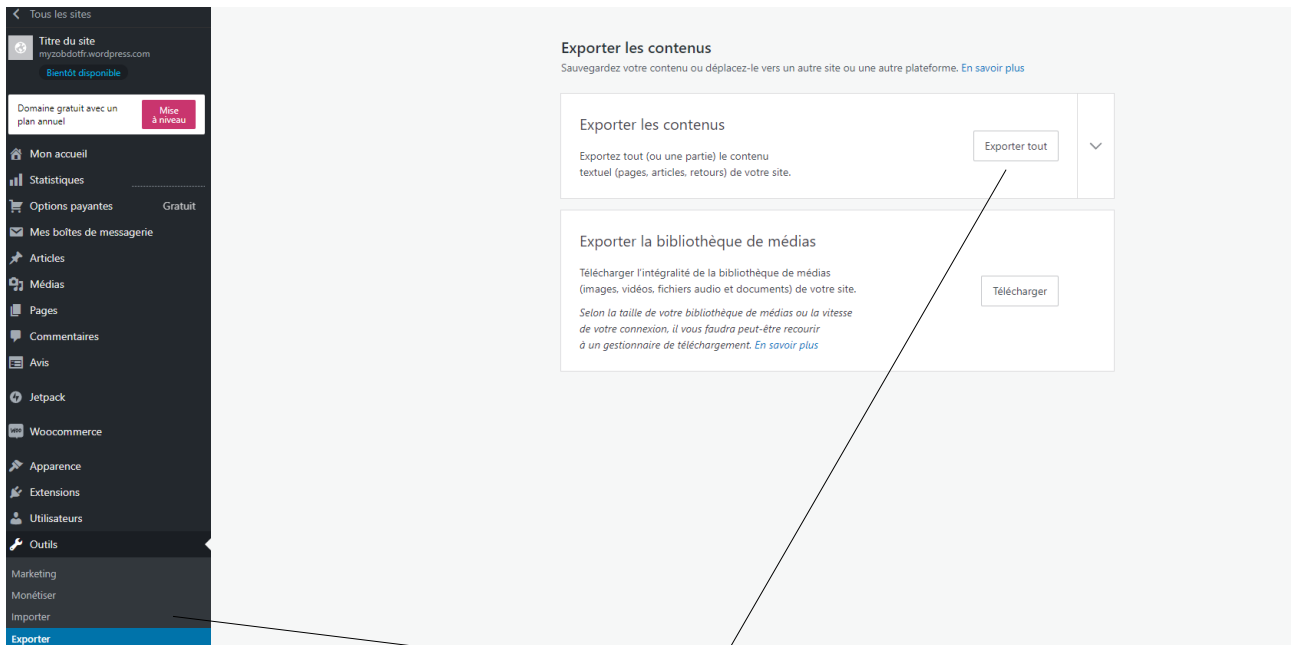 Tous les sites
Titre du site
myzobdotfr.wordpress.com
Bientôt disponible
Domaine gratuit avec un
plan annuel
Mise
à niveau
Mon accueil
Statistiques
Options payantes Gratuit
Mes boîtes de messagerie
Articles
Médias
Pages
Commentaires
Avis
Jetpack
WOO Woocommerce
Apparence
Extensions
Utilisateurs
Outils
Marketing
Monétiser
Importer
Exporter
Exporter les contenus
Sauvegardez votre contenu ou déplacez-le vers un autre site ou une autre plateforme. En savoir plus
Exporter les contenus
Exportez tout (ou une partie) le contenu
textuel (pages, articles, retours) de votre site.
Exporter tout
Exporter la bibliothèque de médias
Télécharger l'intégralité de la bibliothèque de médias
(images, vidéos, fichiers audio et documents) de votre site.
Selon la taille de votre bibliothèque de médias ou la vitesse
de votre connexion, il vous faudra peut-être recourir
à un gestionnaire de téléchargement. En savoir plus
Télécharger